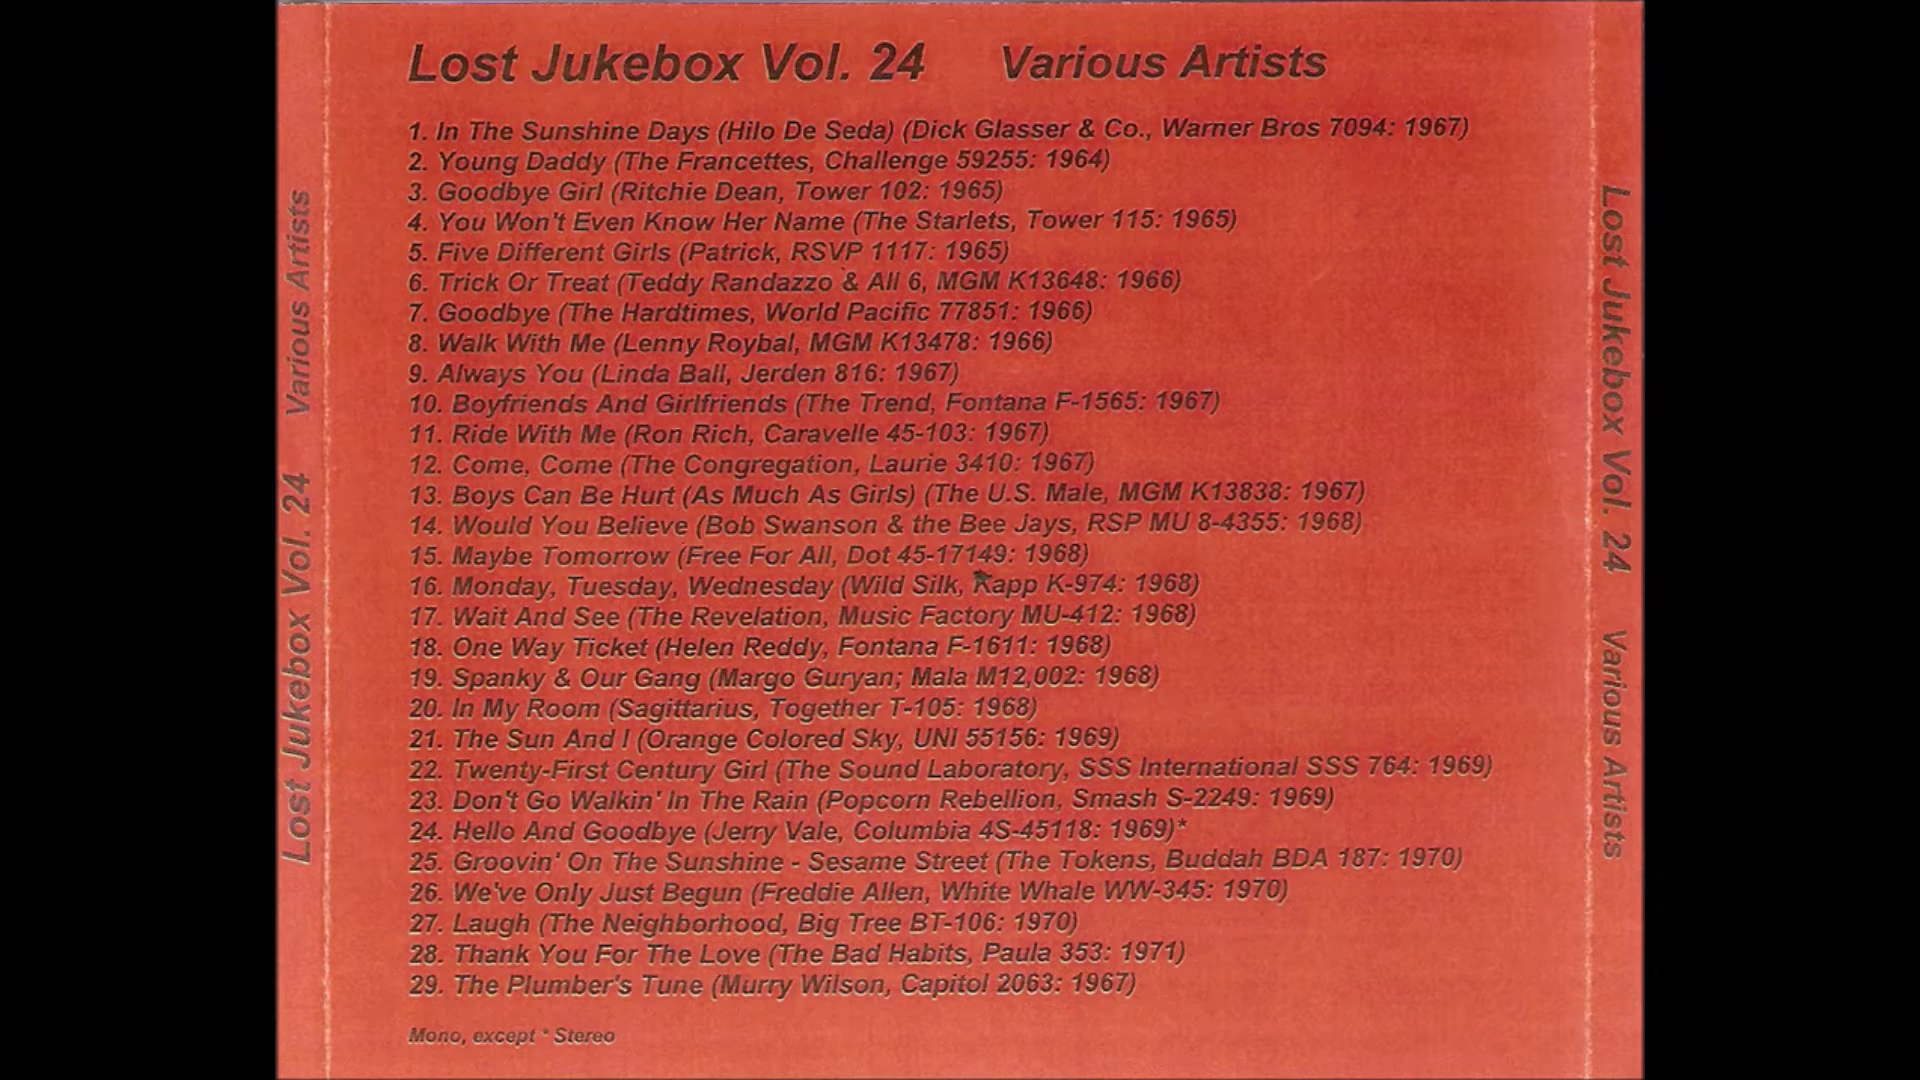 Lost Jukebox Vol. 24 Various Artists
1. In The Sunshine Days (Hilo De Seda) (Dick Glasser & Co., Warner Bros 7094: 1967)
2. Young Daddy (The Francettes, Challenge 59255: 1964)
3. Goodbye Girl (Ritchie Dean, Tower 102: 1965)
4. You Won't Even Know Her Name (The Starlets, Tower 115: 1965)
5. Five Different Girls (Patrick, RSVP 1117: 1965)
6. Trick Or Treat (Teddy Randazzo & All 6, MGM K13648: 1966)
7. Goodbye (The Hardtimes, World Pacific 77851: 1966)
8. Walk With Me (Lenny Roybal, MGM K13478: 1966)
9. Always You (Linda Ball, Jerden 816: 1967)
10. Boyfriends And Girlfriends (The Trend, Fontana F-1565: 1967)
11. Ride With Me (Ron Rich, Caravelle 45-103: 1967)
12. Come, Come (The Congregation, Laurie 3410: 1967)
13. Boys Can Be Hurt (As Much As Girls) (The U.S. Male, MGM K13838: 1967)
14. Would You Believe (Bob Swanson & the Bee Jays, RSP MU 8-4355: 1968)
15. Maybe Tomorrow (Free For All, Dot 45-17149: 1968)
16. Monday, Tuesday, Wednesday (Wild Silk, Kapp K-974: 1968)
17. Wait And See (The Revelation, Music Factory MU-412: 1968)
18. One Way Ticket (Helen Reddy, Fontana F-1611: 1968)
19. Spanky & Our Gang (Margo Guryan; Mala M12,002: 1968)
20. In My Room (Sagittarius, Together T-105: 1968)
21. The Sun And I (Orange Colored Sky, UNI 55156: 1969)
22. Twenty-First Century Girl (The Sound Laboratory, SSS International SSS 764: 1969)
23. Don't Go Walkin' In The Rain (Popcorn Rebellion, Smash S-2249: 1969)
24. Hello And Goodbye (Jerry Vale, Columbia 4S-45118: 1969)*
25. Groovin' On The Sunshine - Sesame Street (The Tokens, Buddah BDA 187: 1970)
26. We've Only Just Begun (Freddie Allen, White Whale WW-345: 1970)
27. Laugh (The Neighborhood, Big Tree BT-106: 1970)
28. Thank You For The Love (The Bad Habits, Paula 353: 1971)
29. The Plumber's Tune (Murry Wilson, Capitol 2063: 1967)
Mono, except * Stereo
Lost Jukebox Vol. 24 Various Artists
Lost Jukebox Vol. 24 Various Artists